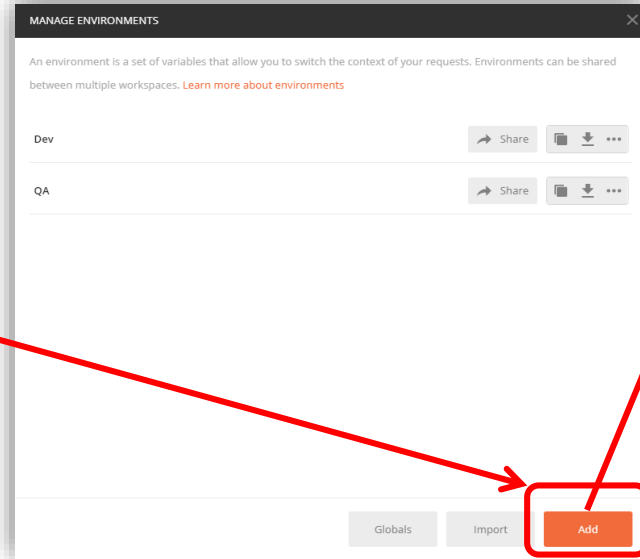 MANAGE ENVIRONMENTS
An environment is a set of variables that allow you to switch the context of your requests. Environments can be shared
between multiple workspaces. Learn more about environments
Dev Share
QA Share
Globals Import Add